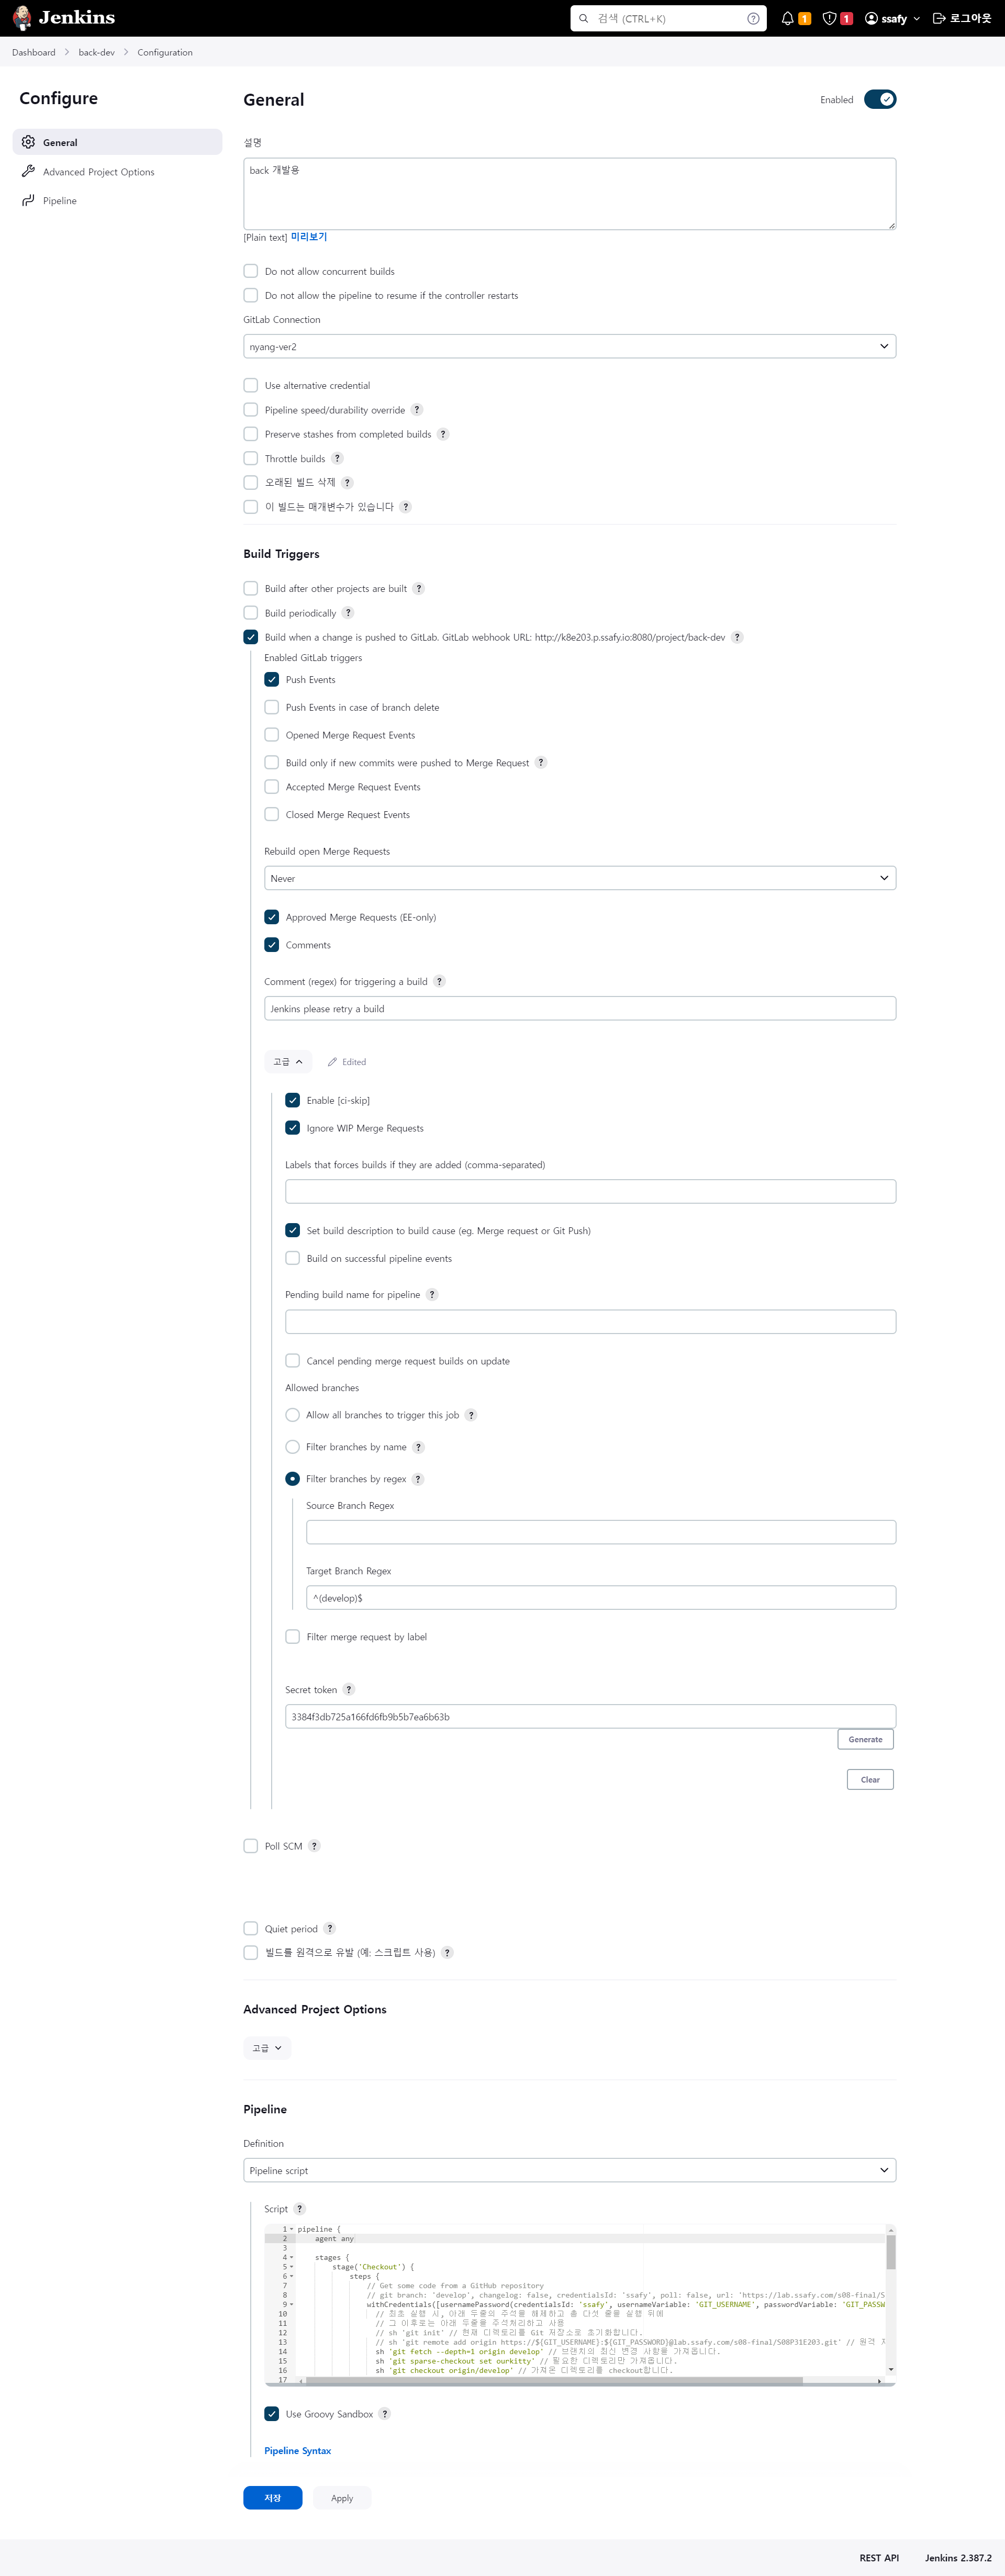 Jenkins
검색 (CTRL+K)
1
1
ssafy
로그아웃
Dashboard
back-dev
Configuration
Configure
General
Advanced Project Options
Pipeline
General
Enabled
설명
back 개발용
[Plain text] 미리보기
Do not allow concurrent builds
Do not allow the pipeline to resume if the controller restarts
GitLab Connection
nyang-ver2
Use alternative credential
Pipeline speed/durability override ?
Preserve stashes from completed builds ?
Throttle builds ?
오래된 빌드 삭제 ?
이 빌드는 매개변수가 있습니다 ?
Build Triggers
Build after other projects are built ?
Build periodically ?
Build when a change is pushed to GitLab. GitLab webhook URL: http://k8e203.p.ssafy.io:8080/project/back-dev ?
Enabled GitLab triggers
Push Events
Push Events in case of branch delete
Opened Merge Request Events
Build only if new commits were pushed to Merge Request ?
Accepted Merge Request Events
Closed Merge Request Events
Rebuild open Merge Requests
Never
Approved Merge Requests (EE-only)
Comments
Comment (regex) for triggering a build ?
Jenkins please retry a build
고급
Edited
Enable [ci-skip]
Ignore WIP Merge Requests
Labels that forces builds if they are added (comma-separated)
Set build description to build cause (eg. Merge request or Git Push)
Build on successful pipeline events
Pending build name for pipeline ?
Cancel pending merge request builds on update
Allowed branches
Allow all branches to trigger this job ?
Filter branches by name ?
Filter branches by regex ?
Source Branch Regex
Target Branch Regex
^(develop)$
Filter merge request by label
Secret token ?
3384f3db725a166fd6fb9b5b7ea6b63b
Generate
Clear
Poll SCM ?
Quiet period ?
빌드를 원격으로 유발 (예: 스크립트 사용) ?
Advanced Project Options
고급
Pipeline
Definition
Pipeline script
Script ?
1 pipeline {
2 agent any
3
4 stages {
5 stage('Checkout') {
6 steps {
7 // Get some code from a GitHub repository
8 // git branch: 'develop', changelog: false, credentialsId: 'ssafy', poll: false, url: 'https://lab.ssafy.com/s08-final/S
9 withCredentials([usernamePassword(credentialsId: 'ssafy', usernameVariable: 'GIT_USERNAME', passwordVariable: 'GIT_PASSW
10 // 최초 실행 시, 아래 두줄의 주석을 해제하고 총 다섯 줄을 실행 뒤에
11 // 그 이후로는 아래 두줄을 주석처리하고 사용
12 // sh 'git init' // 현재 디렉토리를 Git 저장소로 초기화합니다.
13 // sh 'git remote add origin https://${GIT_USERNAME}:${GIT_PASSWORD}@lab.ssafy.com/s08-final/S08P31E203.git' // 원격 저
14 sh 'git fetch --depth=1 origin develop' // 브랜치의 최신 변경 사항을 가져옵니다.
15 sh 'git sparse-checkout set ourkitty' // 필요한 디렉토리만 가져옵니다.
16 sh 'git checkout origin/develop' // 가져온 디렉토리를 checkout합니다.
17
Use Groovy Sandbox ?
Pipeline Syntax
저장
Apply
REST API
Jenkins 2.387.2